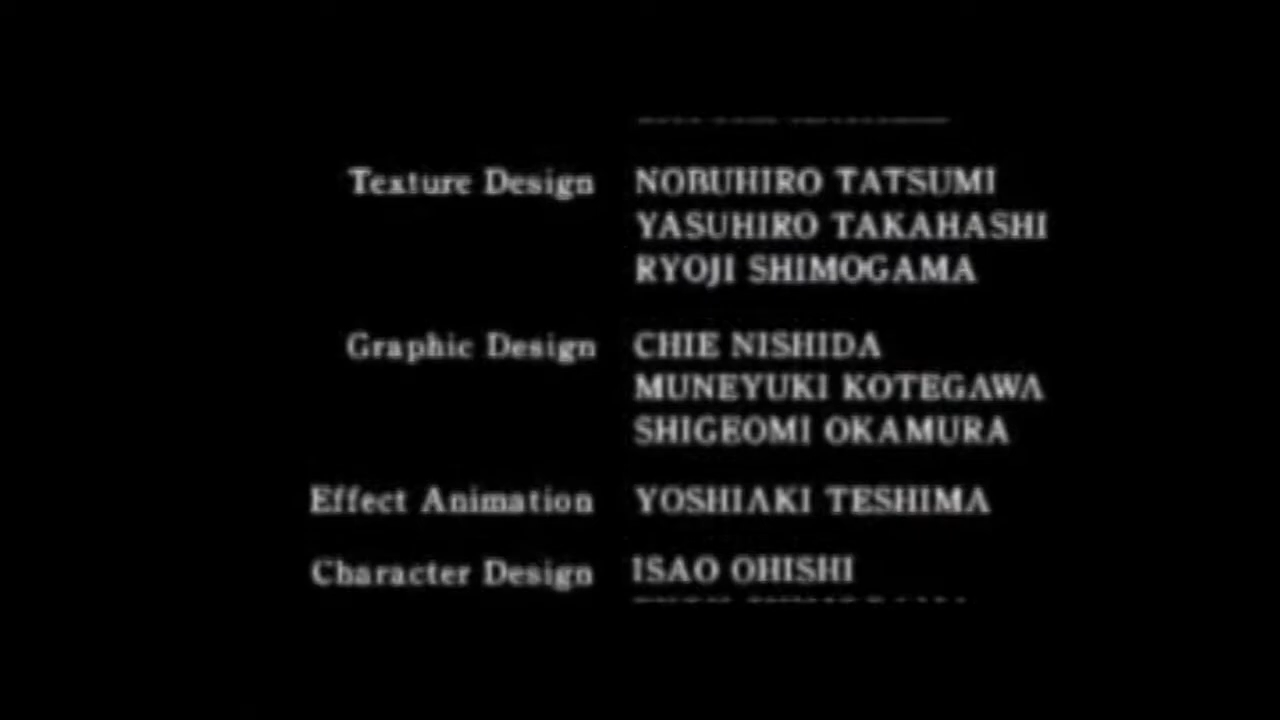 Texture Design NOBUHIRO TATSUMI
YASUHIRO TAKAHASHI
RYOJI SHIMOGAMA
Graphic Design CHIE NISHIDA
MUNEYUKI KOTEGAWA
SHIGEOMI OKAMURA
Effect Animation YOSHIAKI TESHIMA
Character Design ISAO OHISHI